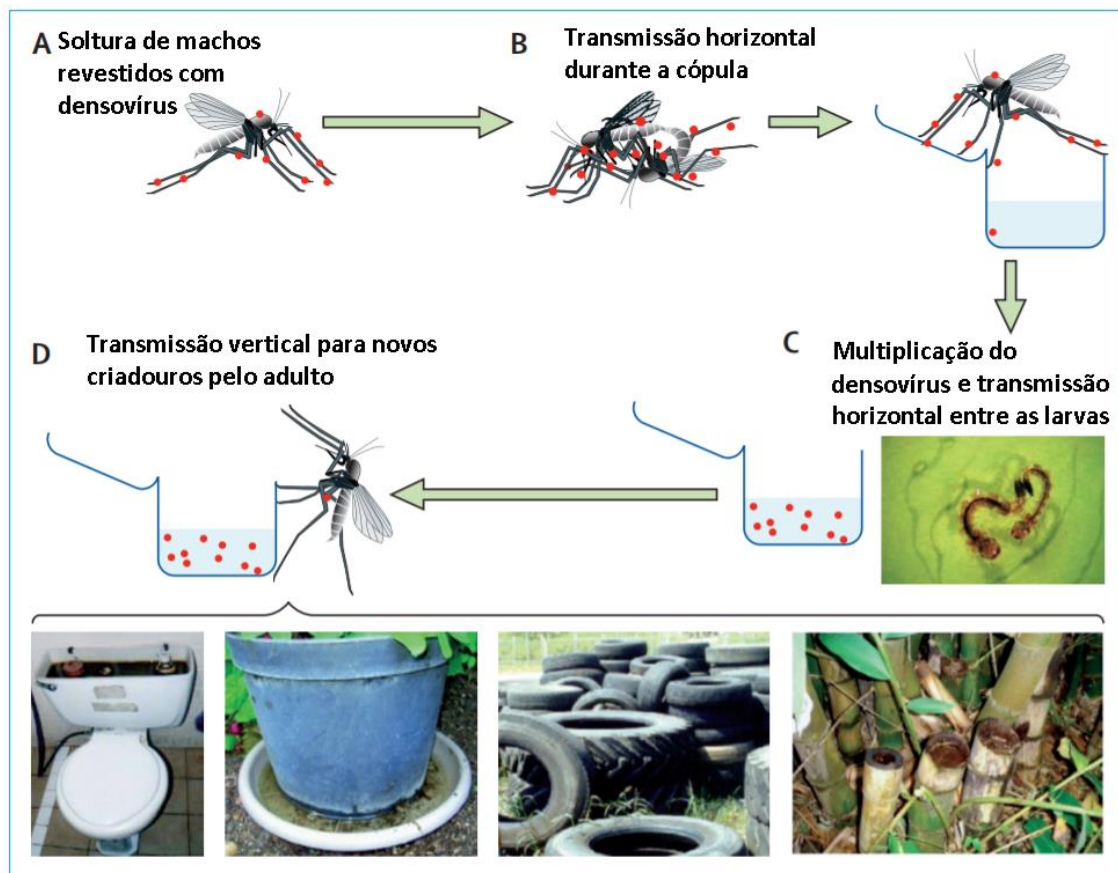 A Soltura de machos
revestidos com
densovírus
B Transmissão horizontal
durante a cópula
C Multiplicação do
densovírus e transmissão
horizontal entre as larvas
D Transmissão vertical para novos
criadouros pelo adulto